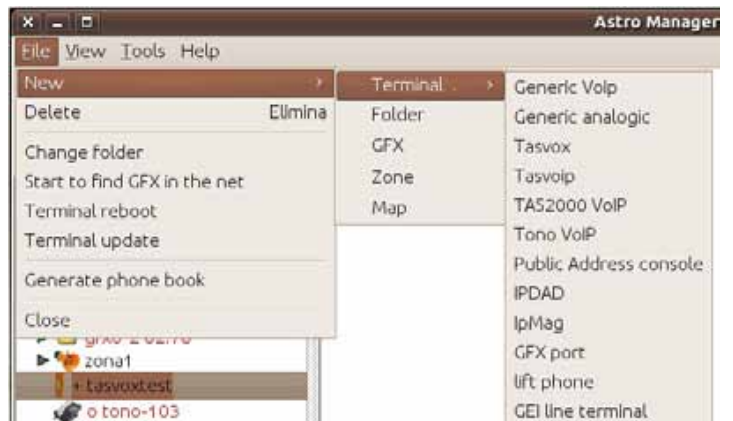 Astro Manager
File View Tools Help
New
Delete Elimina
Change folder
Start to find GFX in the net
Terminal reboot
Terminal update
Generate phone book
Close
zona1
tasvoxtest
o tono-103
Terminal
Folder
GFX
Zone
Map
Generic Voip
Generic analogic
Tasvox
Tasvoip
TAS2000 VoIP
Tono VoIP
Public Address console
IPDAD
IpMag
GFX port
lift phone
GEI line terminal